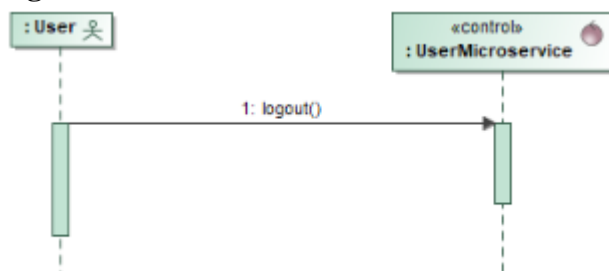 : User
«control»
: UserMicroservice
1: logout()